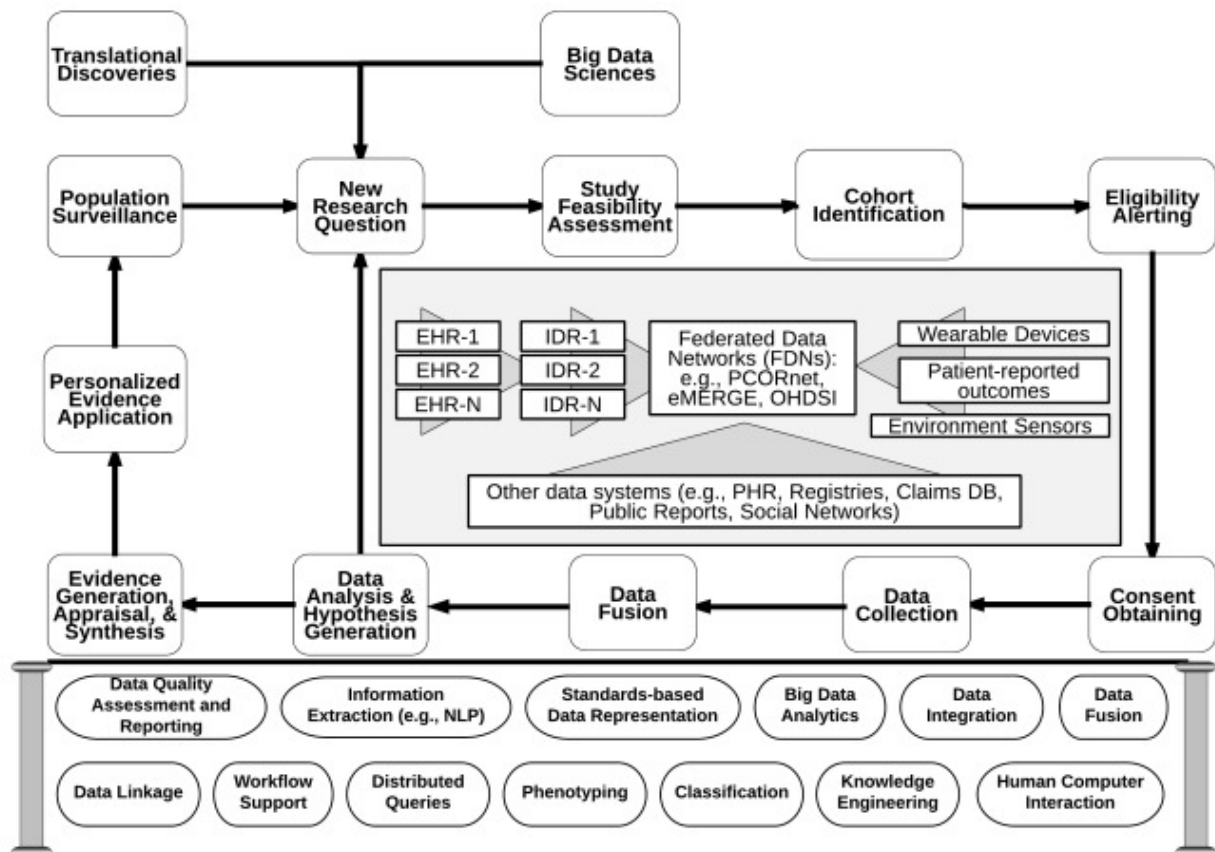 Translational
Discoveries
Big Data
Sciences
Population
Surveillance
New
Research
Question
Study
Feasibility
Assessment
Cohort
Identification
Eligibility
Alerting
EHR-1
EHR-2
EHR-N
IDR-1
IDR-2
IDR-N
Federated Data
Networks (FDNs):
e.g., PCORnet,
eMERGE, OHDSI
Wearable Devices
Patient-reported
outcomes
Environment Sensors
Other data systems (e.g., PHR, Registries, Claims DB,
Public Reports, Social Networks)
Personalized
Evidence
Application
Evidence
Generation,
Appraisal, &
Synthesis
Data
Analysis &
Hypothesis
Generation
Data
Fusion
Data
Collection
Consent
Obtaining
Data Quality
Assessment and
Reporting
Information
Extraction (e.g., NLP)
Standards-based
Data Representation
Big Data
Analytics
Data
Integration
Data
Fusion
Data Linkage
Workflow
Support
Distributed
Queries
Phenotyping
Classification
Knowledge
Engineering
Human Computer
Interaction